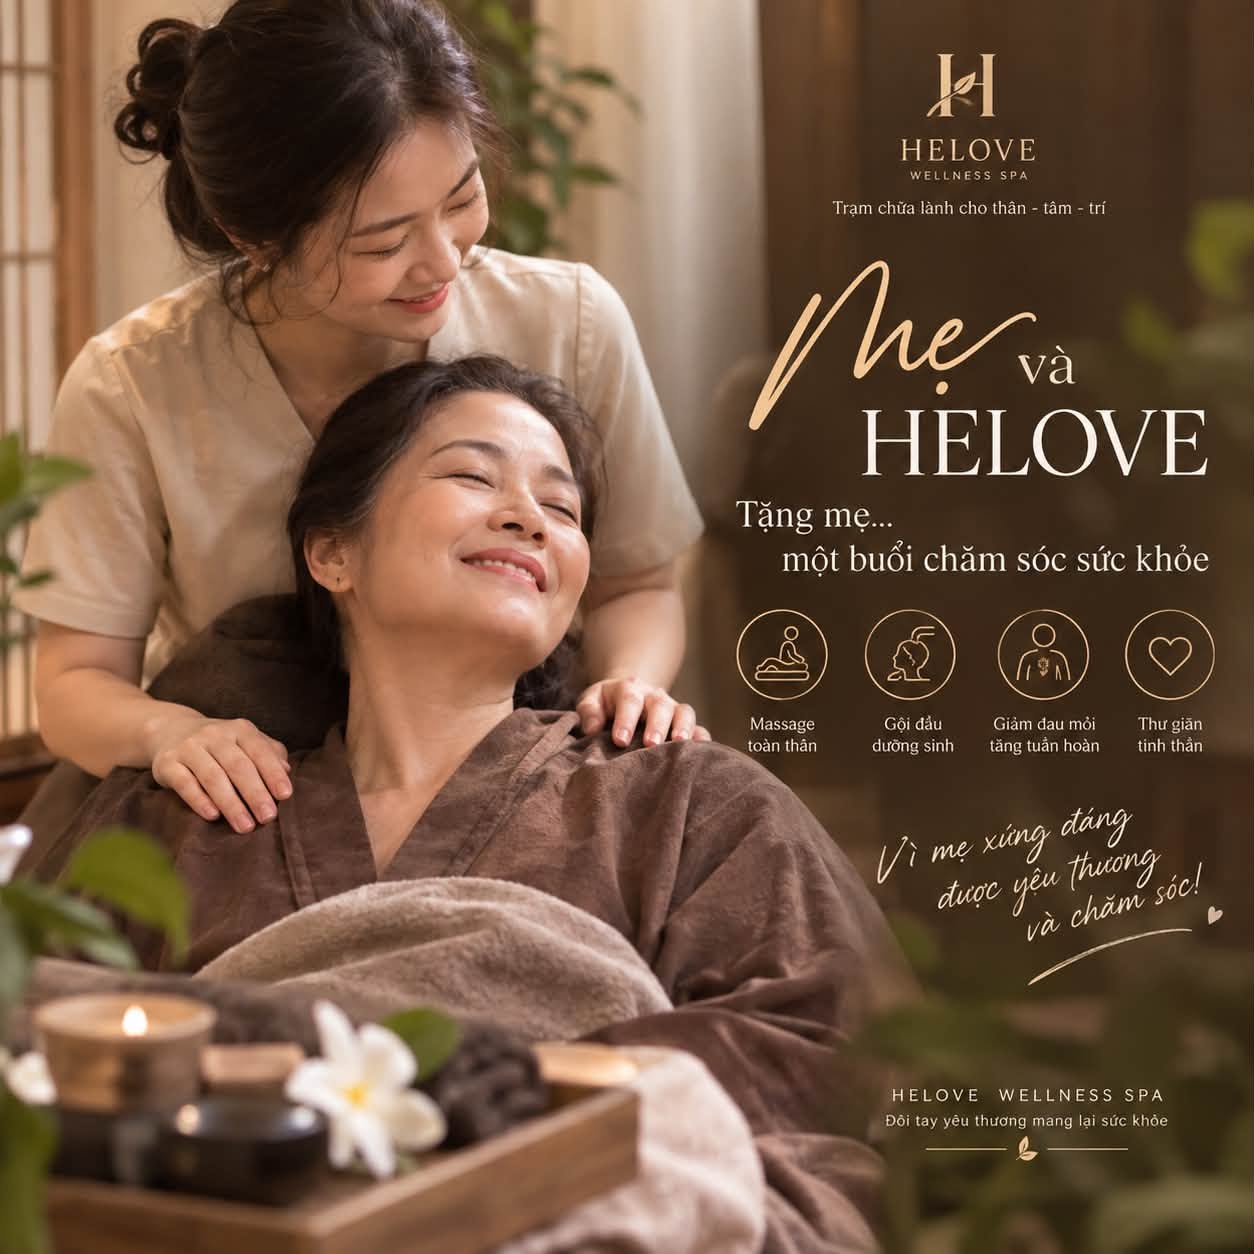 H
HELOVE
WELLNESS SPA
Trạm chữa lành cho thân - tâm - trí
Mẹ và
HELOVE
Tặng mẹ...
một buổi chăm sóc sức khỏe
Massage
toàn thân
Gội đầu
dưỡng sinh
Giảm đau mỏi
tăng tuần hoàn
Thư giãn
tinh thần
Vì mẹ xứng đáng
được yêu thương
và chăm sóc!
HELOVE WELLNESS SPA
Đôi tay yêu thương mang lại sức khỏe